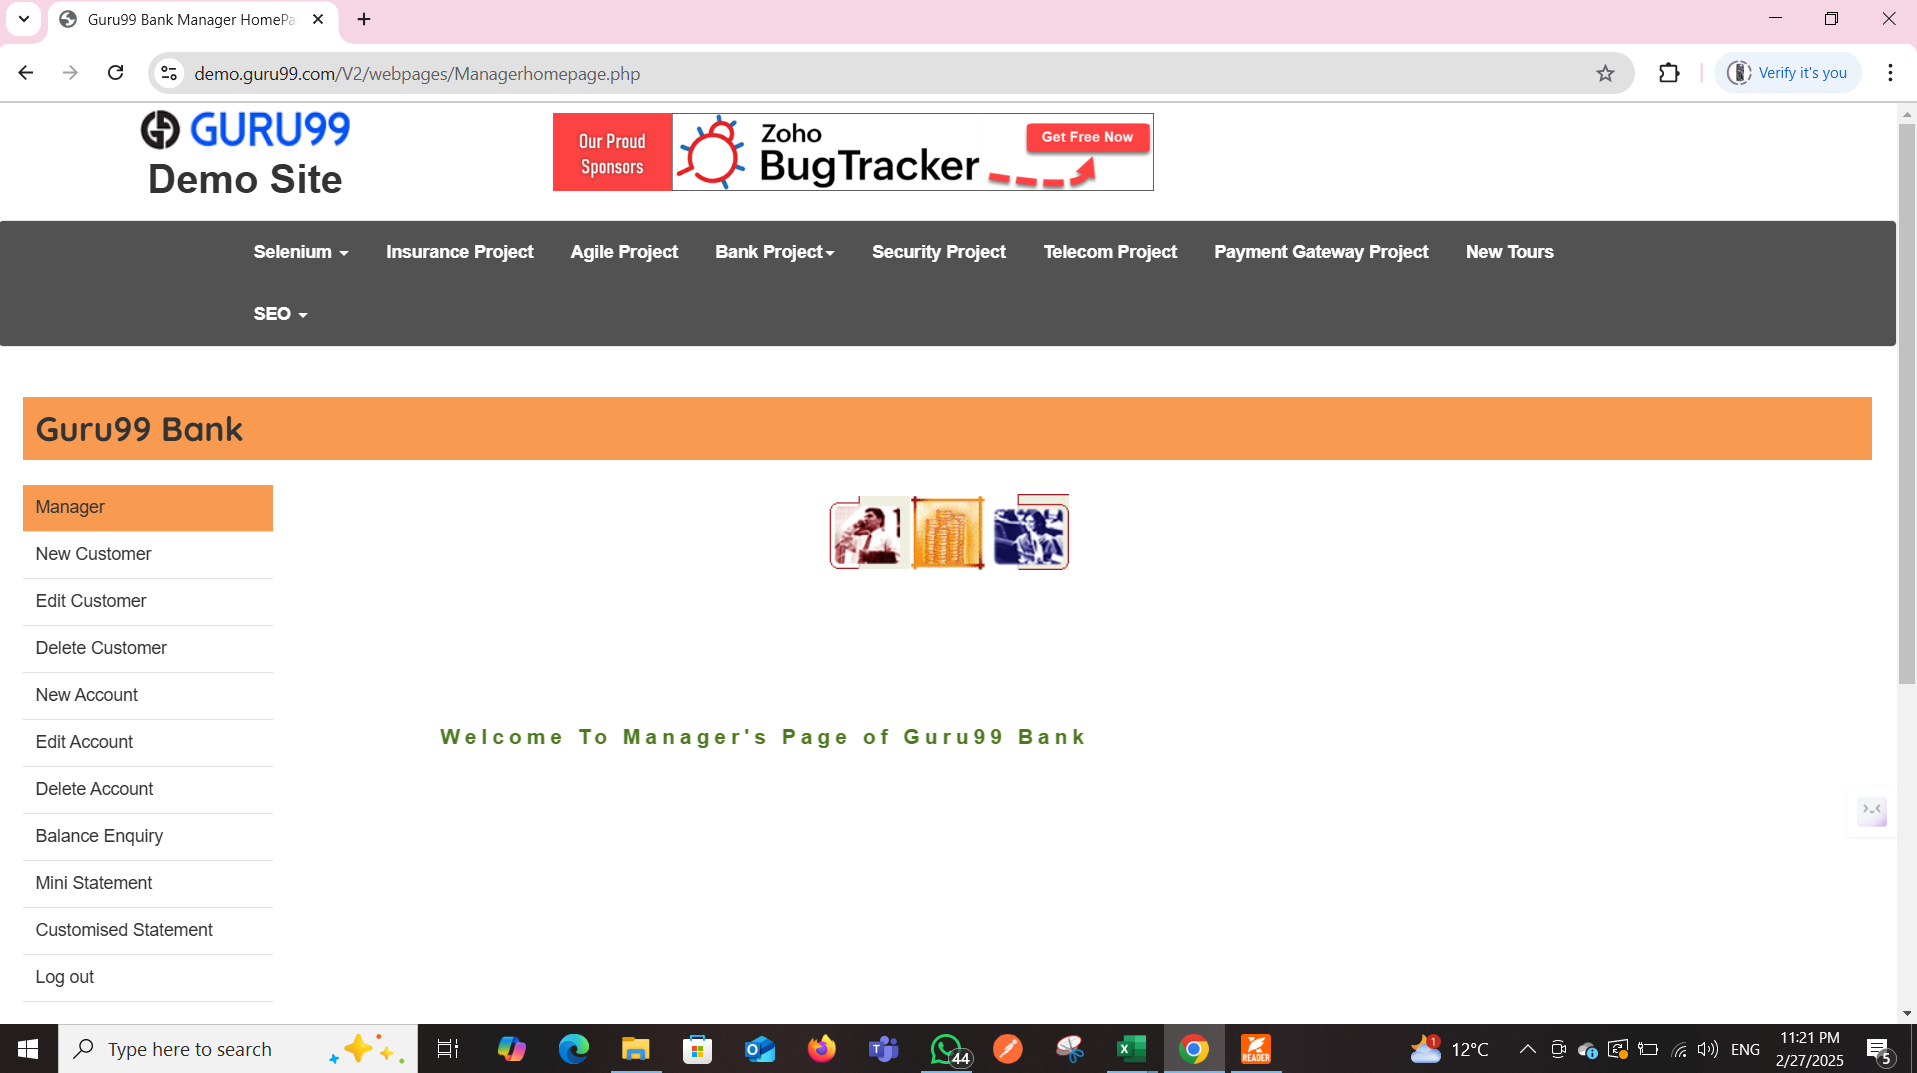 Guru99 Bank Manager HomePa
demo.guru99.com/V2/webpages/Managerhomepage.php
Verify it's you
GURU99
Demo Site
Our Proud
Sponsors
Zoho
BugTracker
Get Free Now
Selenium
Insurance Project
Agile Project
Bank Project
Security Project
Telecom Project
Payment Gateway Project
New Tours
SEO
Guru99 Bank
Manager
New Customer
Edit Customer
Delete Customer
New Account
Edit Account
Delete Account
Balance Enquiry
Mini Statement
Customised Statement
Log out
Welcome To Manager's Page of Guru99 Bank
Type here to search
44
READER
1
12°C
ENG
11:21 PM
2/27/2025
5